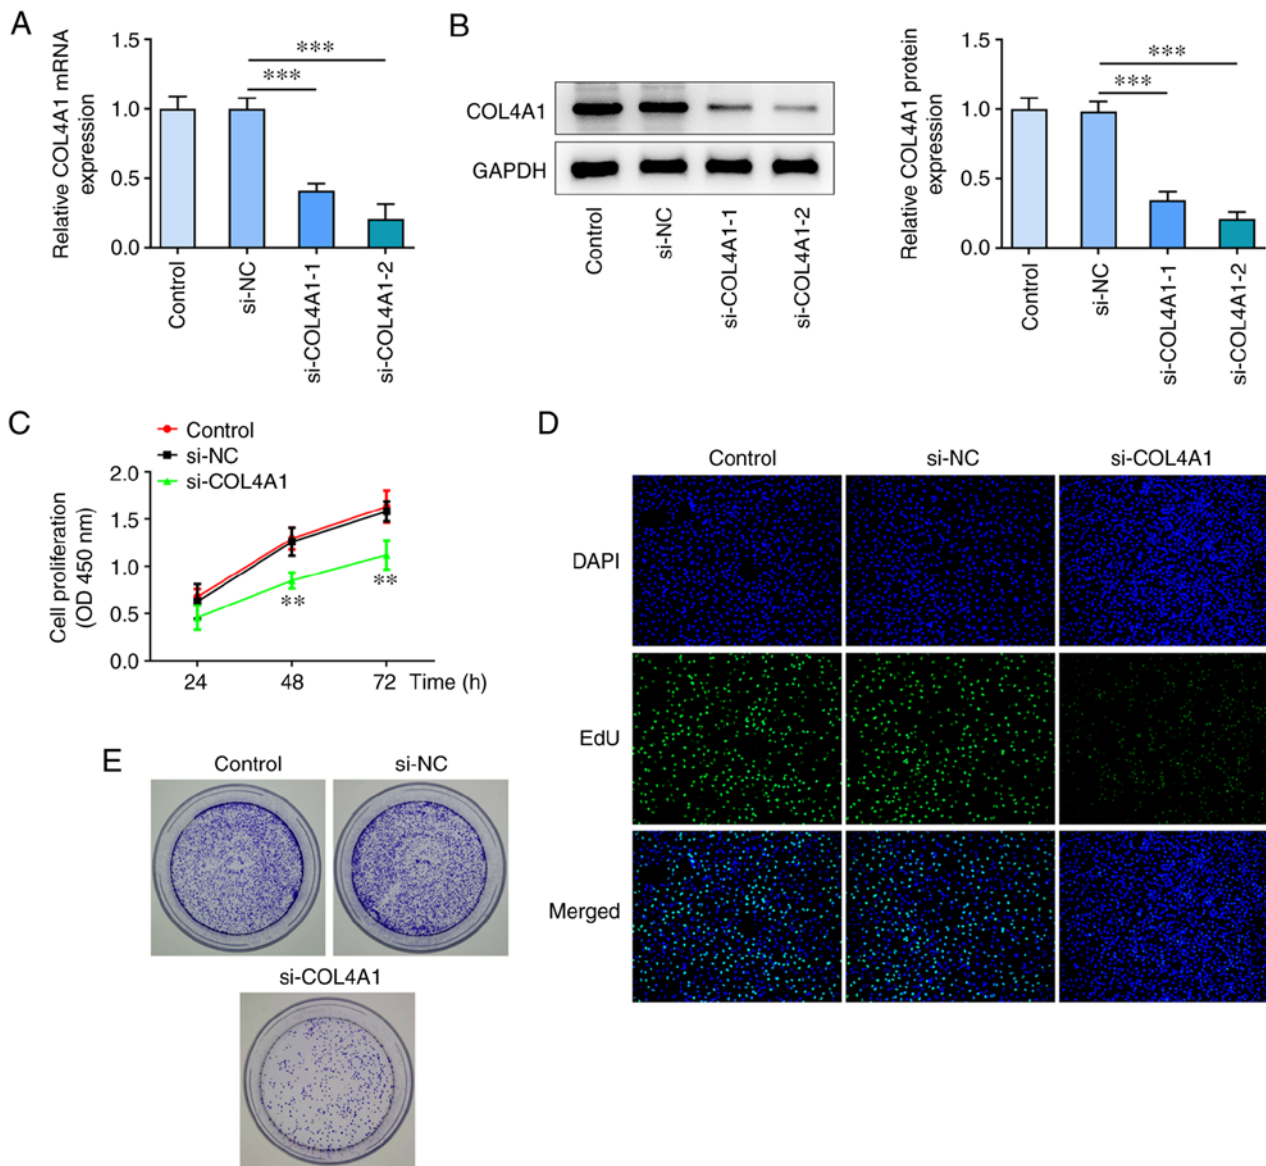 A
Relative COL4A1 mRNA
expression
1.5
1.0
0.5
0.0
***
***
Control
si-NC
si-COL4A1-1
si-COL4A1-2
B
COL4A1
GAPDH
Control
si-NC
si-COL4A1-1
si-COL4A1-2
Relative COL4A1 protein
expression
1.5
1.0
0.5
0.0
***
***
Control
si-NC
si-COL4A1-1
si-COL4A1-2
C
Control
si-NC
si-COL4A1
Cell proliferation
(OD 450 nm)
2.0
1.5
1.0
0.5
0.0
**
**
24 48 72 Time (h)
D
Control si-NC si-COL4A1
DAPI
EdU
Merged
E
Control si-NC
si-COL4A1